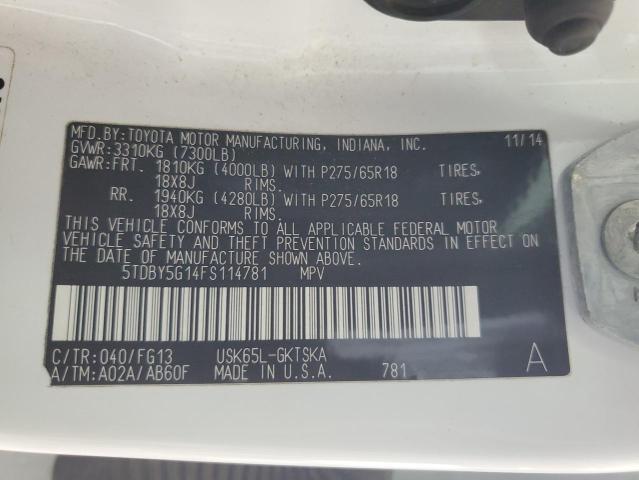 MFD.BY:TOYOTA MOTOR MANUFACTURING, INDIANA, INC. 11/14
GVWR:3310KG (7300LB)
GAWR:FRT. 1810KG (4000LB) WITH P275/65R18 TIRES,
18X8J RIMS.
RR. 1940KG (4280LB) WITH P275/65R18 TIRES,
18X8J RIMS.
THIS VEHICLE CONFORMS TO ALL APPLICABLE FEDERAL MOTOR
VEHICLE SAFETY AND THEFT PREVENTION STANDARDS IN EFFECT ON
THE DATE OF MANUFACTURE SHOWN ABOVE.
5TDBY5G14FS114781 MPV
C/TR:040/FG13 USK65L-GKTSKA
A/TM:A02A/AB60F MADE IN U.S.A. 781 A